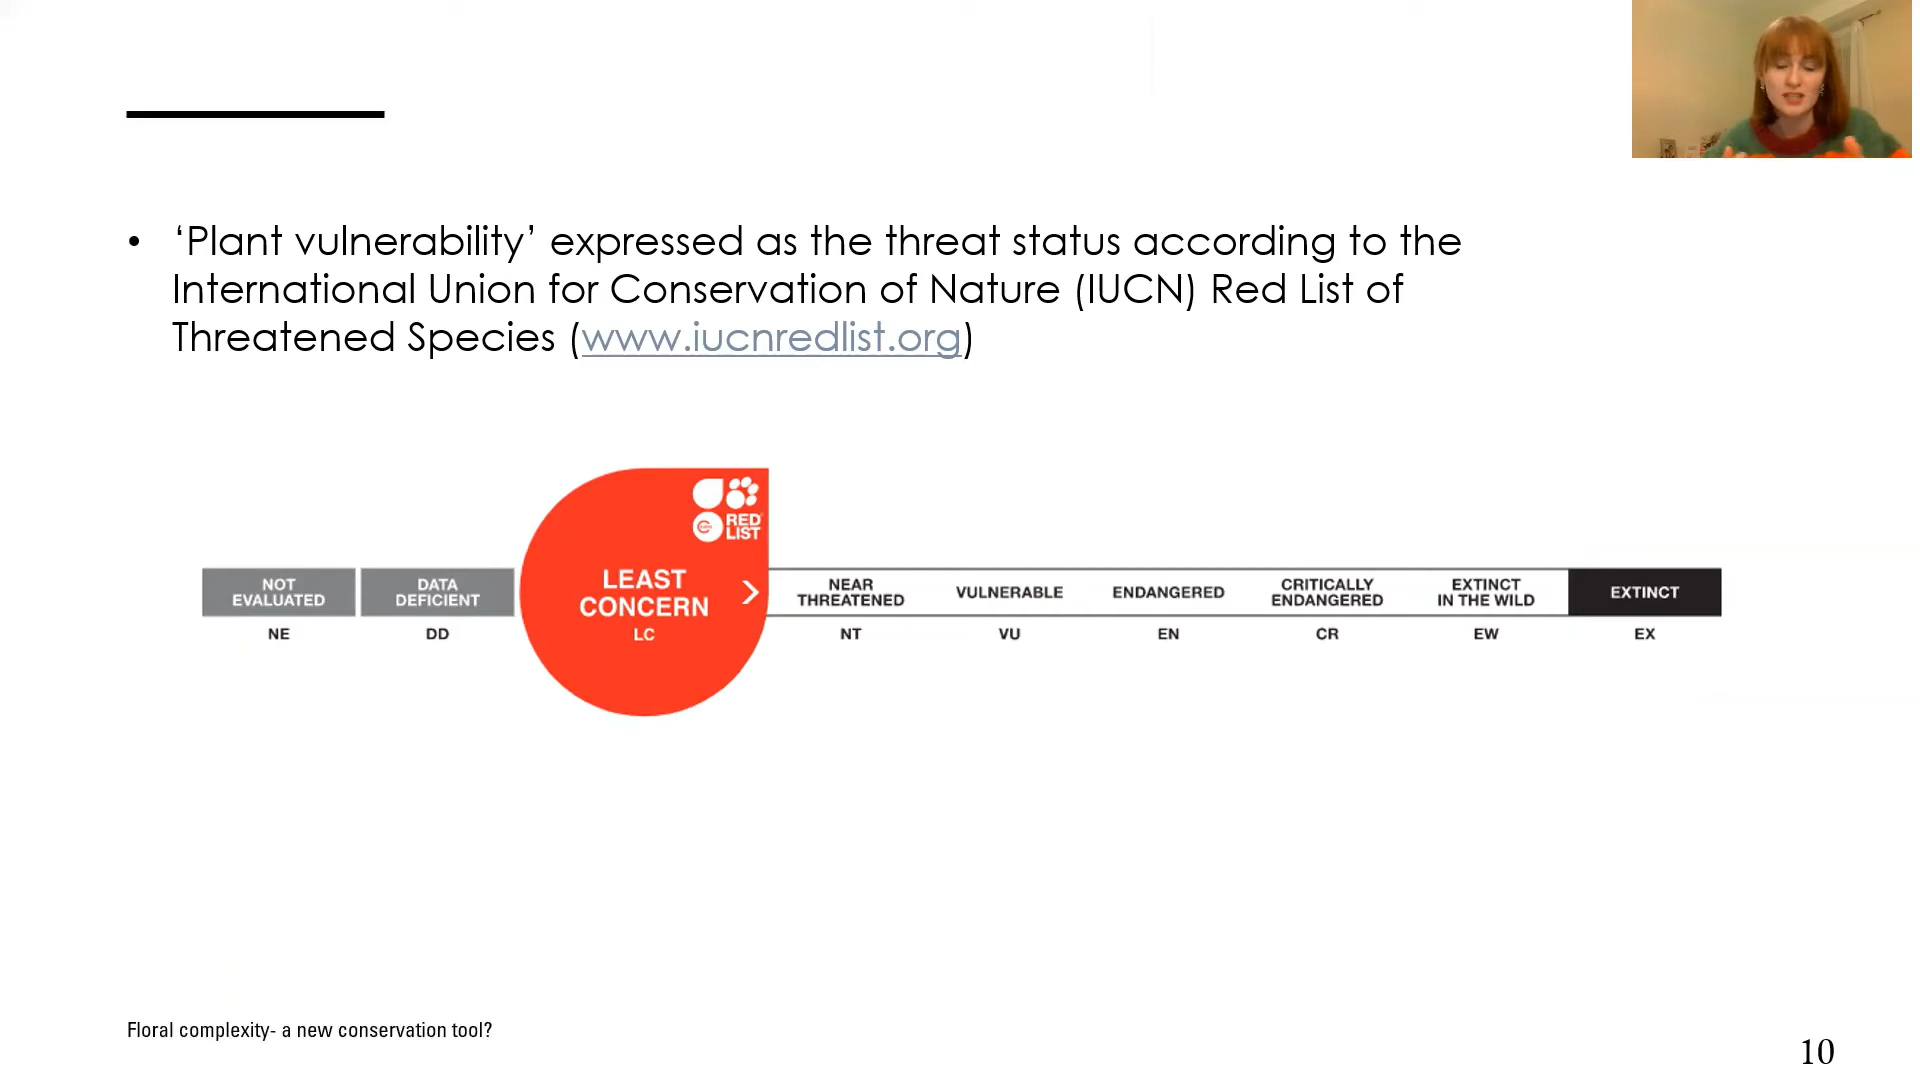 • ‘Plant vulnerability’ expressed as the threat status according to the
International Union for Conservation of Nature (IUCN) Red List of
Threatened Species (www.iucnredlist.org)
RED
LIST
NOT
EVALUATED
NE
DATA
DEFICIENT
DD
LEAST
CONCERN
LC
NEAR
THREATENED
NT
VULNERABLE
VU
ENDANGERED
EN
CRITICALLY
ENDANGERED
CR
EXTINCT
IN THE WILD
EW
EXTINCT
EX
Floral complexity- a new conservation tool?
10